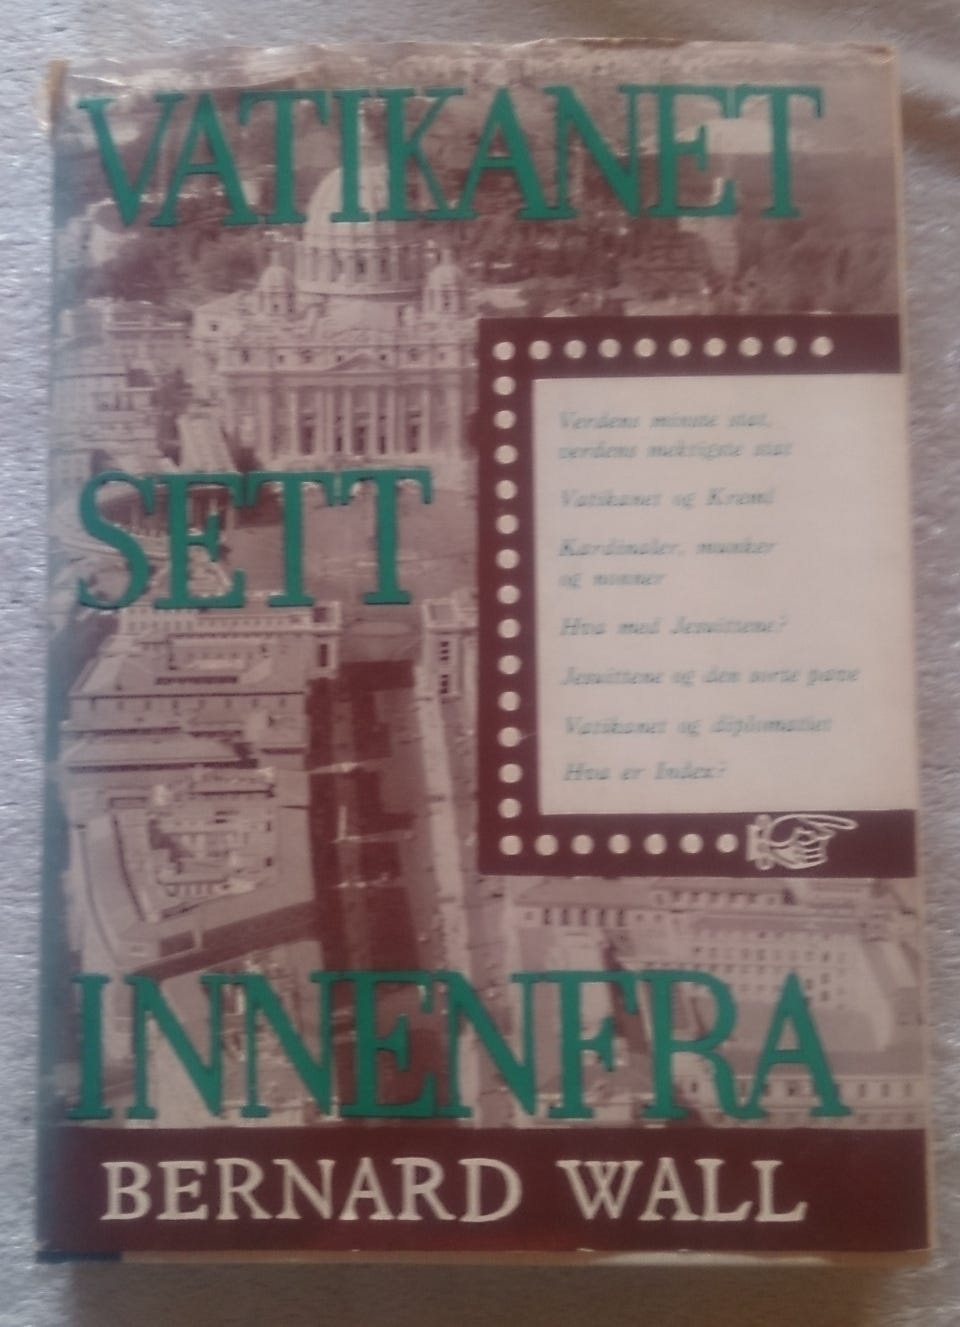 VATIKANET
SETT
INNENFRA
Verdens minste stat,
verdens mektigste stat
Vatikanet og Kreml
Kardinaler, munker
og nonner
Hva med Jesuittene?
Jesuittene og den sorte pave
Vatikanet og diplomatiet
Hva er Index?
BERNARD WALL